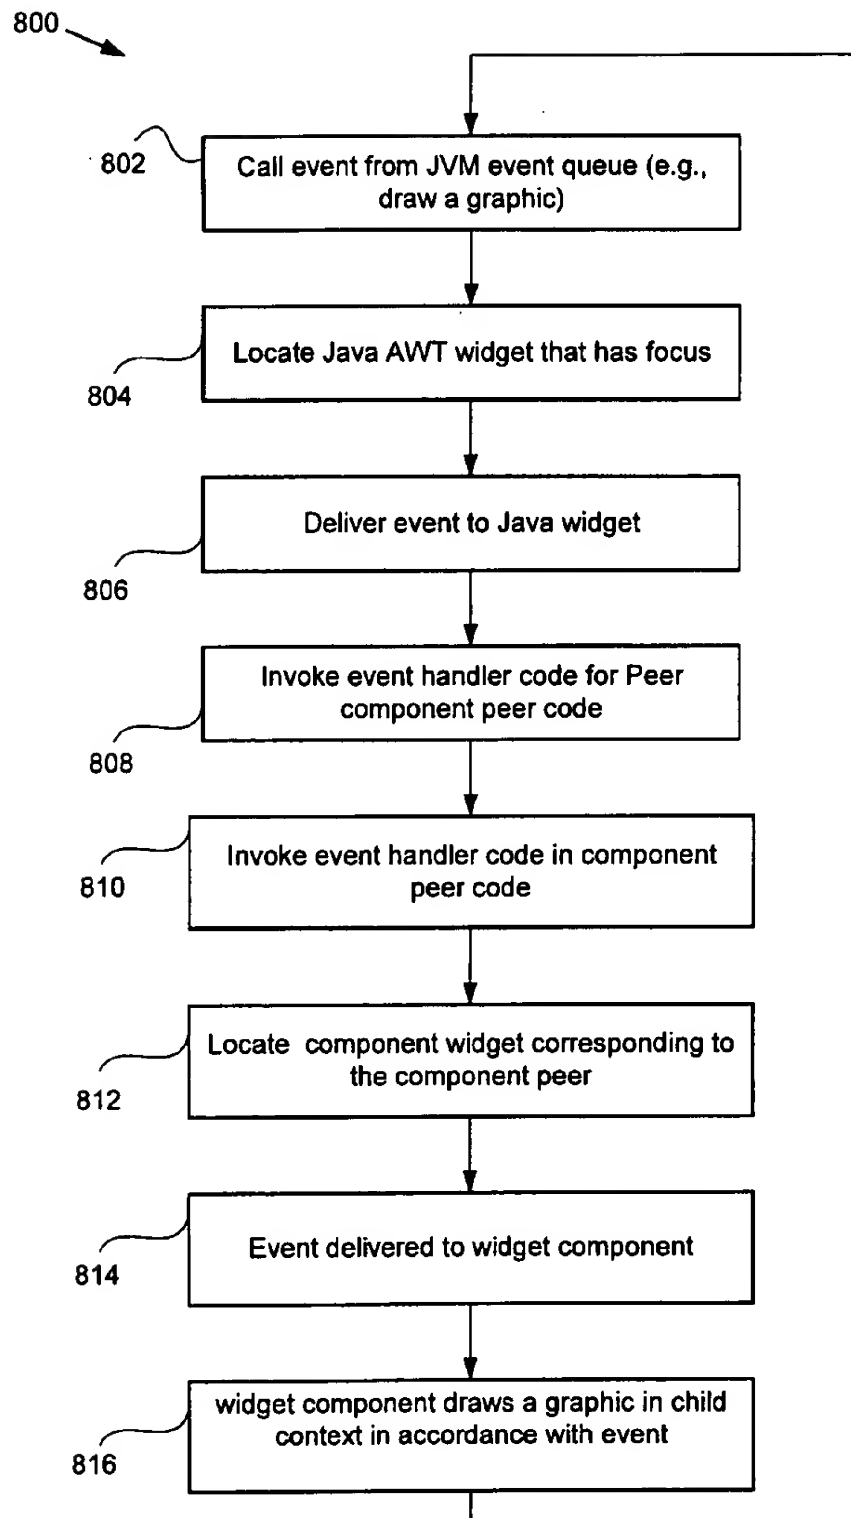 800
802
Call event from JVM event queue (e.g.,
draw a graphic)
Locate Java AWT widget that has focus
804
Deliver event to Java widget
806
Invoke event handler code for Peer
component peer code
808
Invoke event handler code in component
peer code
810
Locate component widget corresponding to
the component peer
812
Event delivered to widget component
814
widget component draws a graphic in child
context in accordance with event
816